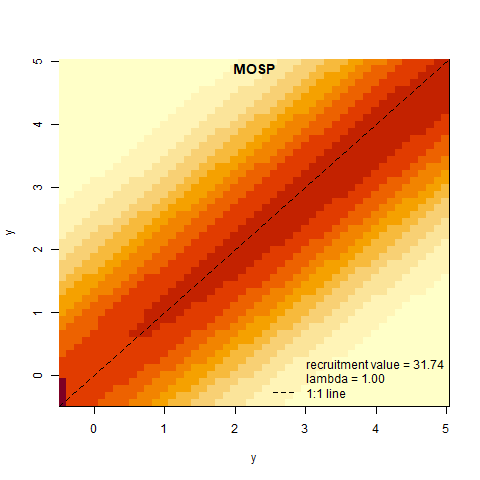 MOSP
5
4
3
2
1
0
y
recruitment value = 31.74
lambda = 1.00
1:1 line
0 1 2 3 4 5
y